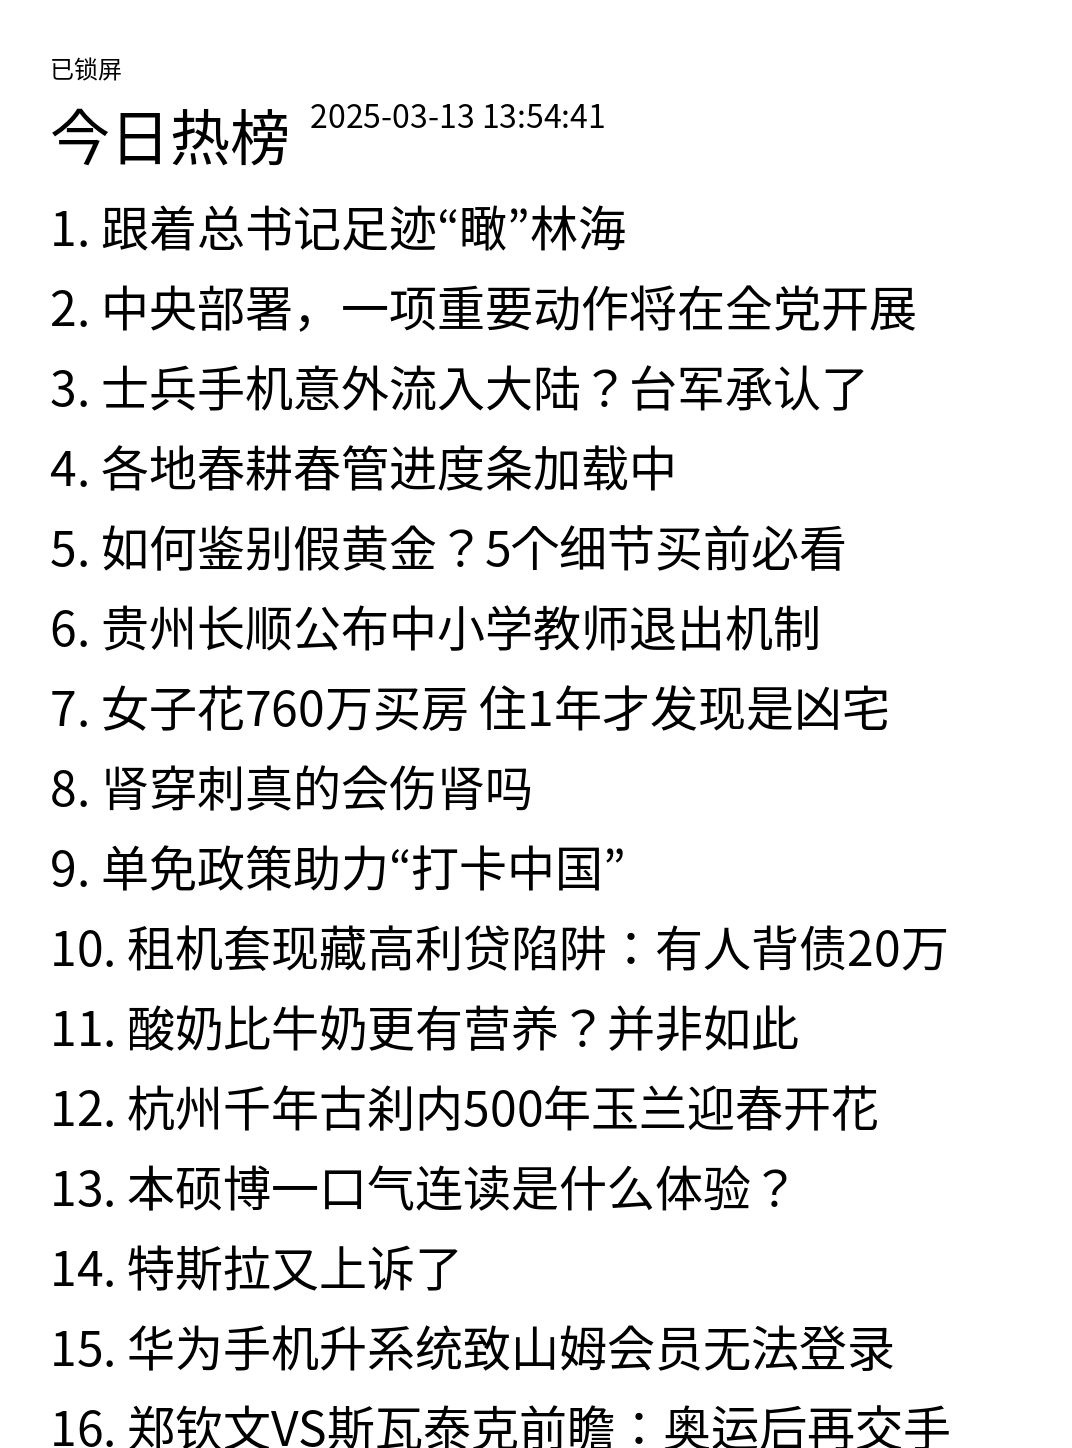 已锁屏
今日热榜 2025-03-13 13:54:41
1. 跟着总书记足迹“瞰”林海
2. 中央部署，一项重要动作将在全党开展
3. 士兵手机意外流入大陆？台军承认了
4. 各地春耕春管进度条加载中
5. 如何鉴别假黄金？5个细节买前必看
6. 贵州长顺公布中小学教师退出机制
7. 女子花760万买房 住1年才发现是凶宅
8. 肾穿刺真的会伤肾吗
9. 单免政策助力“打卡中国”
10. 租机套现藏高利贷陷阱：有人背债20万
11. 酸奶比牛奶更有营养？并非如此
12. 杭州千年古刹内500年玉兰迎春开花
13. 本硕博一口气连读是什么体验？
14. 特斯拉又上诉了
15. 华为手机升系统致山姆会员无法登录
16. 郑钦文VS斯瓦泰克前瞻：奥运后再交手